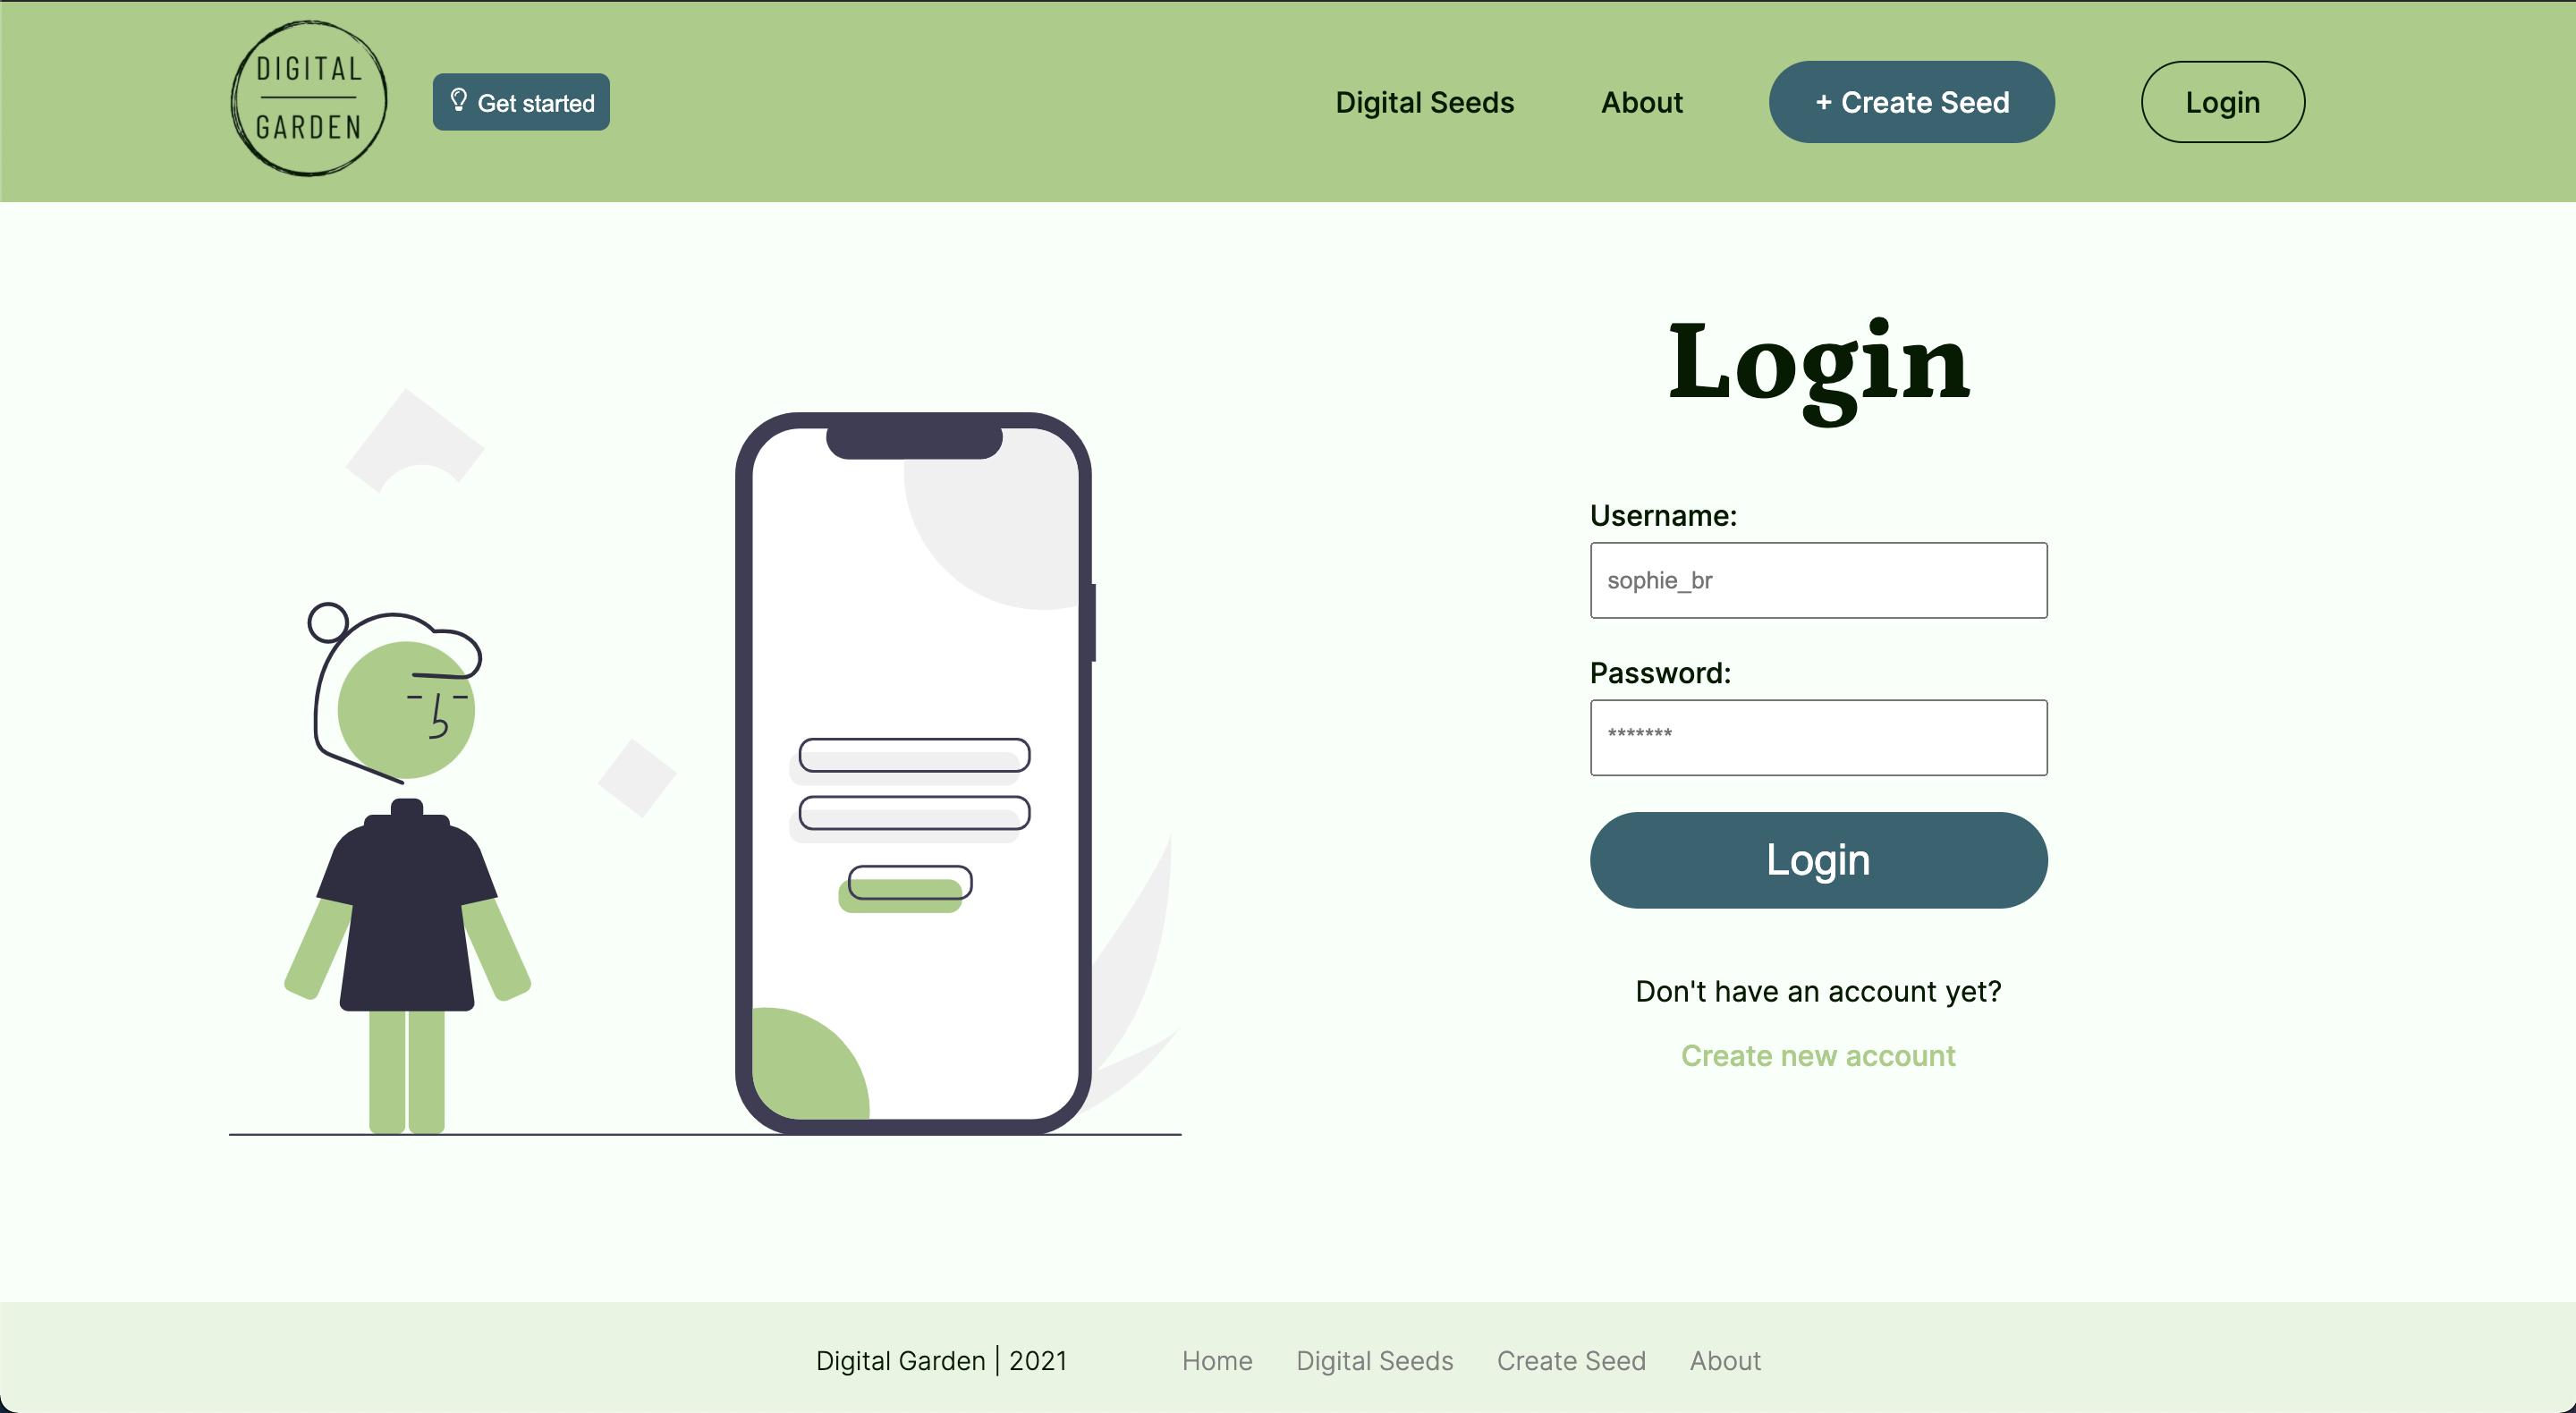 DIGITAL
GARDEN
Get started
Digital Seeds
About
+ Create Seed
Login
Login
Username:
sophie_br
Password:
*******
Login
Don't have an account yet?
Create new account
Digital Garden | 2021
Home
Digital Seeds
Create Seed
About